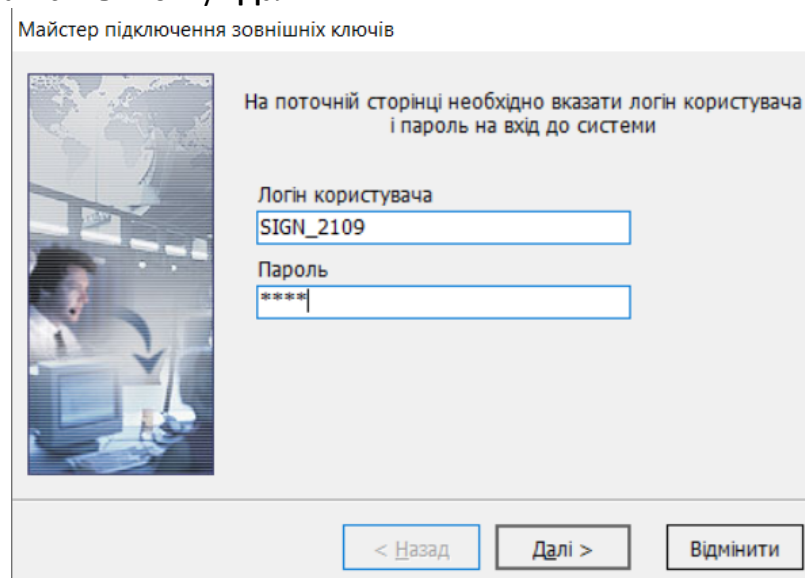 Майстер підключення зовнішніх ключів
На поточній сторінці необхідно вказати логін користувача
і пароль на вхід до системи
Логін користувача
SIGN_2109
Пароль
****
< Назад
Далі >
Відмінити